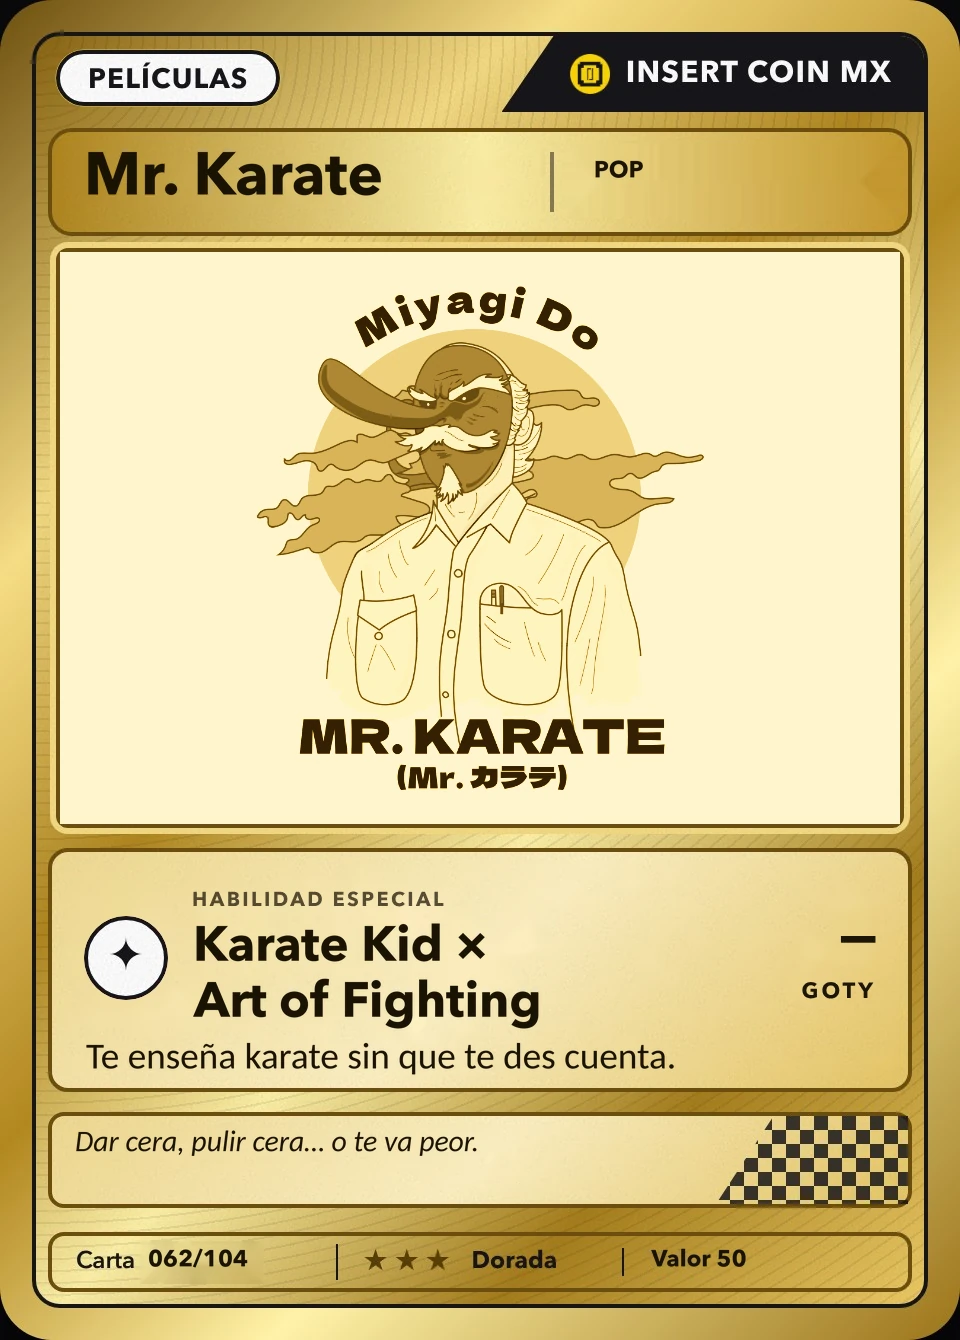 PELÍCULAS
INSERT COIN MX
Mr. Karate
POP
Miyagi Do
MR. KARATE
(Mr. カラテ)
HABILIDAD ESPECIAL
Karate Kid ×
Art of Fighting
—
GOTY
Te enseña karate sin que te des cuenta.
Dar cera, pulir cera... o te va peor.
Carta 062/104 ★★★ Dorada Valor 50